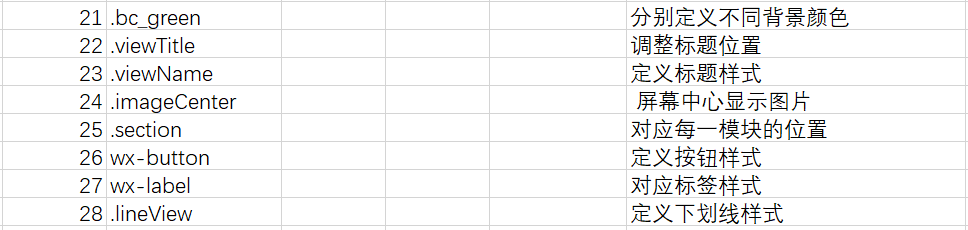 21 .bc_green 分别定义不同背景颜色
22 .viewTitle 调整标题位置
23 .viewName 定义标题样式
24 .imageCenter 屏幕中心显示图片
25 .section 对应每一模块的位置
26 wx-button 定义按钮样式
27 wx-label 对应标签样式
28 .lineView 定义下划线样式